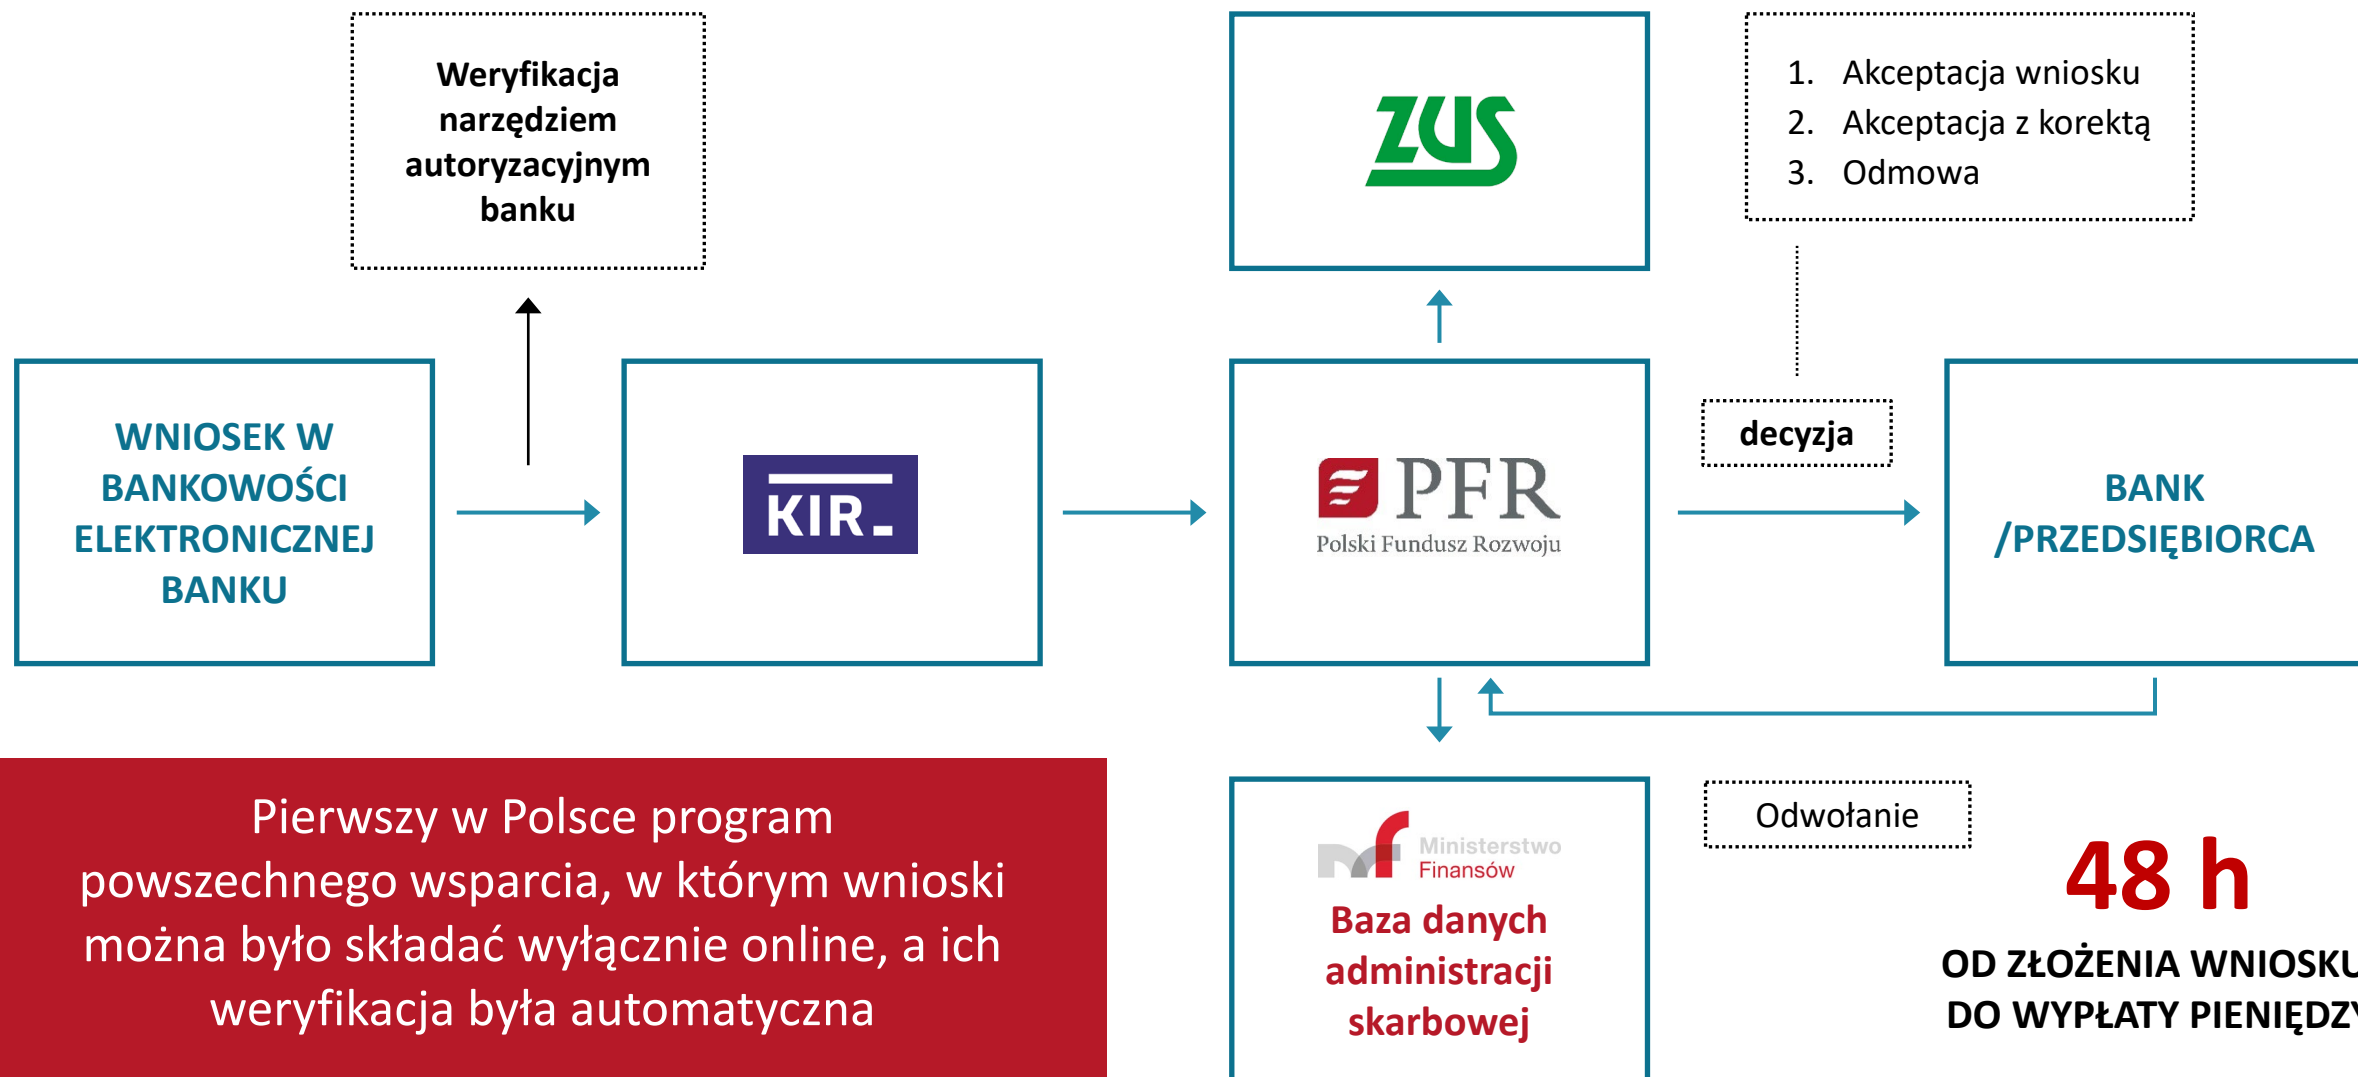 Weryfikacja
narzędziem
autoryzacyjnym
banku
ZUS
1. Akceptacja wniosku
2. Akceptacja z korektą
3. Odmowa
WNIOSEK W
BANKOWOŚCI
ELEKTRONICZNEJ
BANKU
KIR_
PFR
Polski Fundusz Rozwoju
decyzja
BANK
/PRZEDSIĘBIORCA
Pierwszy w Polsce program
powszechnego wsparcia, w którym wnioski
można było składać wyłącznie online, a ich
weryfikacja była automatyczna
Ministerstwo
Finansów
Baza danych
administracji
skarbowej
Odwołanie
48 h
OD ZŁOŻENIA WNIOSKU
DO WYPŁATY PIENIĘDZY